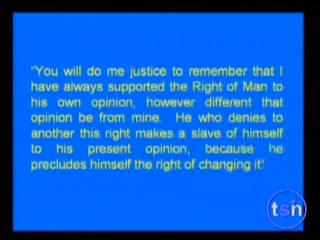 "You will do me justice to remember that I
have always supported the Right of Man to
his own opinion, however different that
opinion be from mine. He who denies to
another this right makes a slave of himself
to his present opinion, because he
precludes himself the right of changing it'
tsn